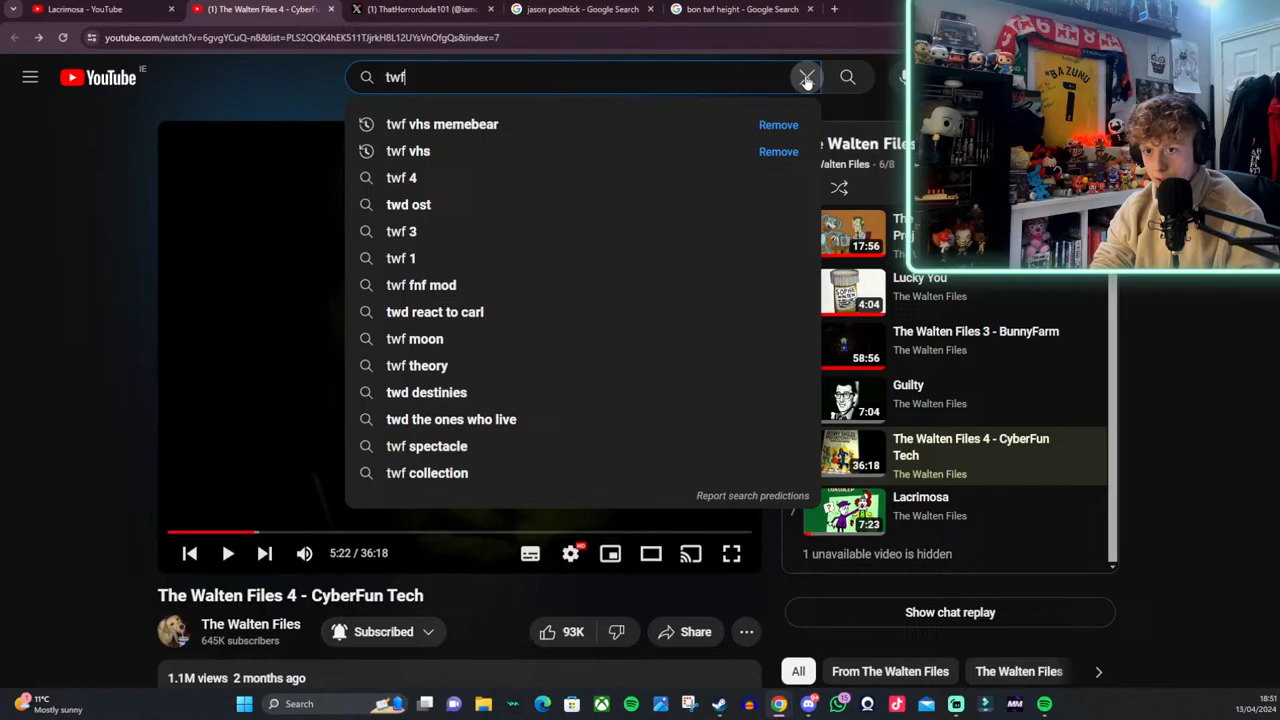 Lacrimosa - YouTube
(1) The Walten Files 4 - CyberFu
(1) ThatHorrordude101 (@iamc
jason pooltrick - Google Search
bon twf height - Google Search
youtube.com/watch?v=6gvgYCuQ-n8&list=PLS2QQK4hEK511TJjrkH8L12UYsVnOfgQs&index=7
YouTube IE
twf
twf vhs memebear Remove
twf vhs Remove
twf 4
twd ost
twf 3
twf 1
twf fnf mod
twd react to carl
twf moon
twf theory
twd destinies
twd the ones who live
twf spectacle
twf collection
Report search predictions
BAZUNU
1
e Walten Files
Walten Files - 6/8
The
Proj
17:56
Lucky You
The Walten Files
4:04
The Walten Files 3 - BunnyFarm
The Walten Files
58:56
Guilty
The Walten Files
7:04
The Walten Files 4 - CyberFun
Tech
The Walten Files
36:18
Lacrimosa
The Walten Files
7:23
1 unavailable video is hidden
Show chat replay
5:22 / 36:18
HD
The Walten Files 4 - CyberFun Tech
The Walten Files
645K subscribers
Subscribed
93K
Share
1.1M views 2 months ago
All
From The Walten Files
The Walten Files
11°C
Mostly sunny
Search
15
18:51
13/04/2024